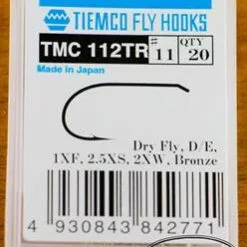 TIEMCO FLY HOOKS
TMC 112TR # 11 QTY 20
Made in Japan
Dry Fly, D/E,
1XF, 2.5XS, 2XW, Bronze
4 930843 842771